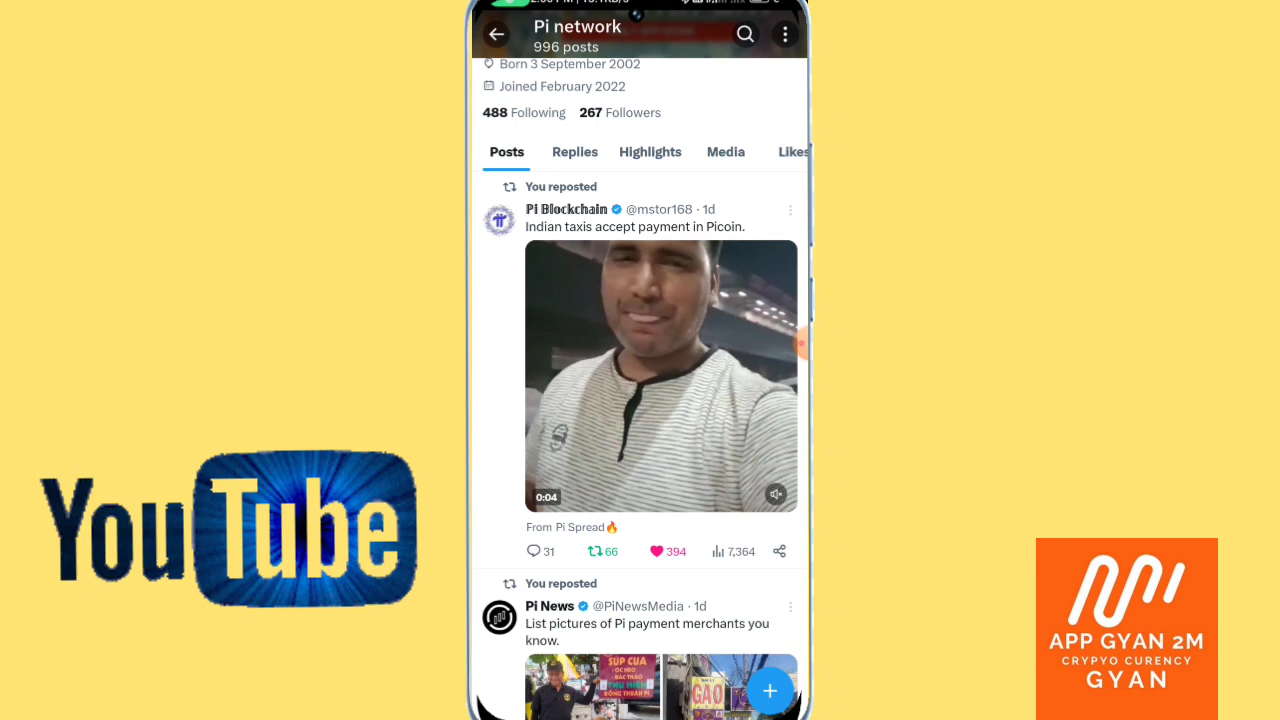 Pi network
996 posts
Born 3 September 2002
Joined February 2022
488 Following 267 Followers
Posts Replies Highlights Media Likes
You reposted
Pi Blockchain @mstor168 · 1d
Indian taxis accept payment in Picoin.
0:04
From Pi Spread🔥
31 66 394 7,364
You reposted
Pi News @PiNewsMedia · 1d
List pictures of Pi payment merchants you
know.
SÚP CUA
GẠO
YouTube
APP GYAN 2M
CRYPYO CURENCY
GYAN